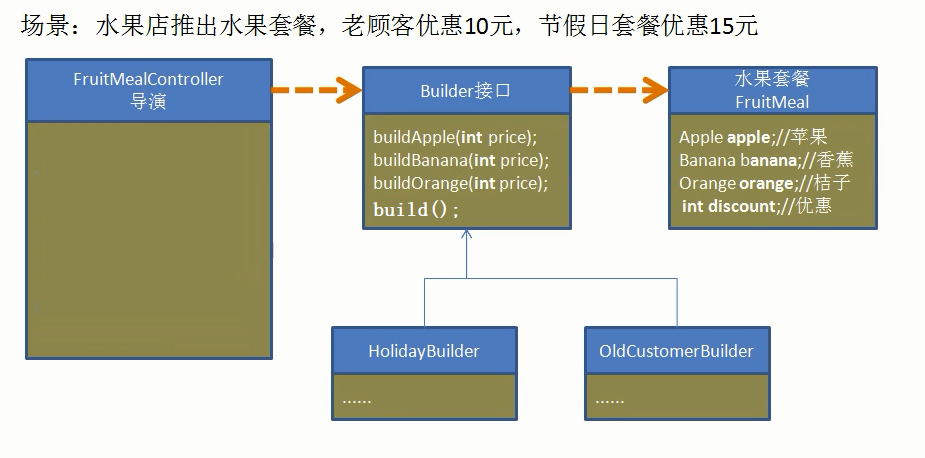 场景：水果店推出水果套餐，老顾客优惠10元，节假日套餐优惠15元
FruitMealController
导演
Builder接口
buildApple(int price);
buildBanana(int price);
buildOrange(int price);
build();
水果套餐
FruitMeal
Apple apple;//苹果
Banana banana;//香蕉
Orange orange;//桔子
int discount;//优惠
HolidayBuilder
......
OldCustomerBuilder
......